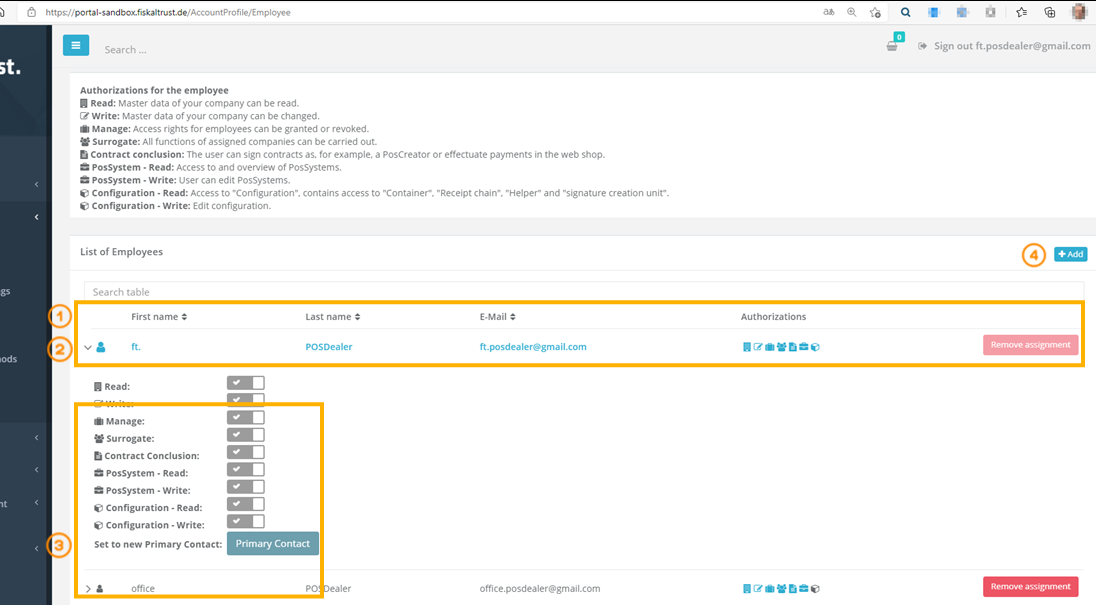 https://portal-sandbox.fiskaltrust.de/AccountProfile/Employee
st.
Search ...
0
Sign out ft.posdealer@gmail.com
Authorizations for the employee
Read: Master data of your company can be read.
Write: Master data of your company can be changed.
Manage: Access rights for employees can be granted or revoked.
Surrogate: All functions of assigned companies can be carried out.
Contract conclusion: The user can sign contracts as, for example, a PosCreator or effectuate payments in the web shop.
PosSystem - Read: Access to and overview of PosSystems.
PosSystem - Write: User can edit PosSystems.
Configuration - Read: Access to "Configuration", contains access to "Container", "Receipt chain", "Helper" and "signature creation unit".
Configuration - Write: Edit configuration.
List of Employees
4
+ Add
gs
Search table
1
First name Last name E-Mail Authorizations
2
ft. POSDealer ft.posdealer@gmail.com Remove assignment
hods
Read:
Write:
Manage:
Surrogate:
Contract Conclusion:
PosSystem - Read:
PosSystem - Write:
nt
Configuration - Read:
Configuration - Write:
3
Set to new Primary Contact: Primary Contact
office POSDealer office.posdealer@gmail.com Remove assignment